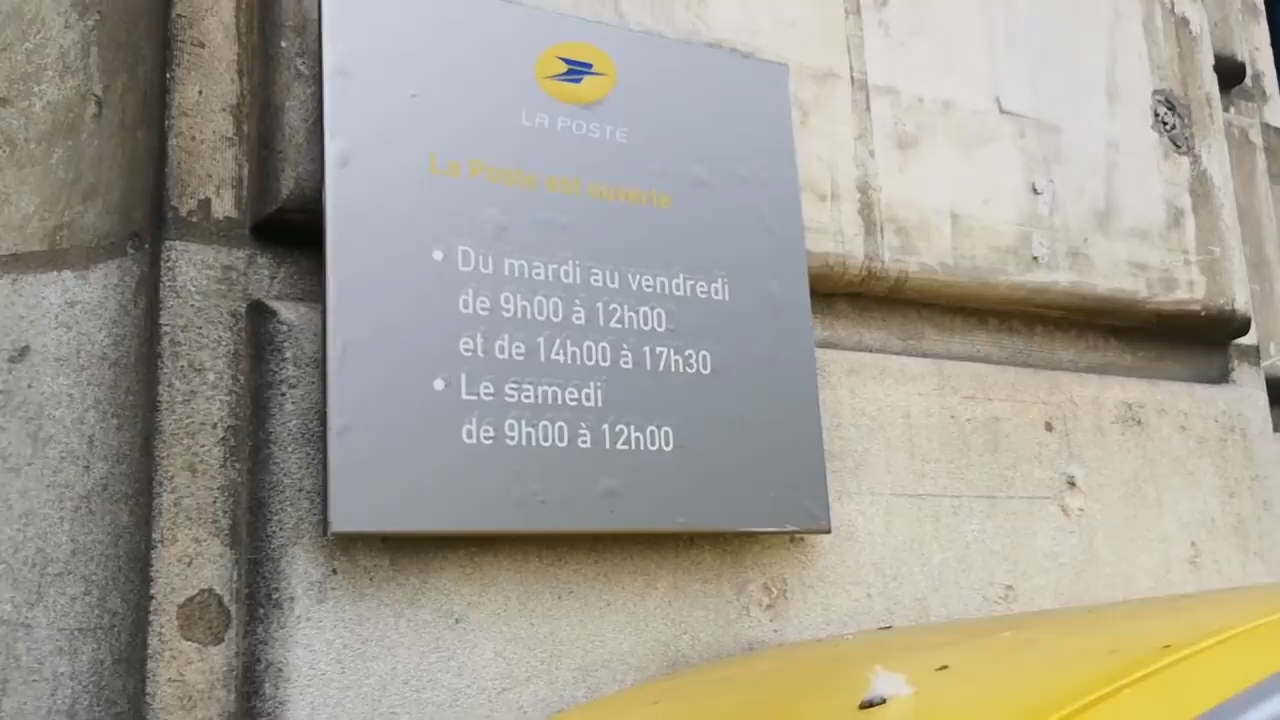 LA POSTE
La Poste est ouverte
• Du mardi au vendredi
de 9h00 à 12h00
et de 14h00 à 17h30
• Le samedi
de 9h00 à 12h00